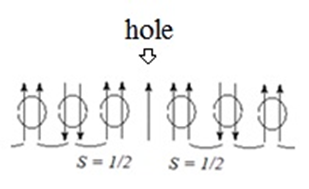 hole
S = 1/2 S = 1/2